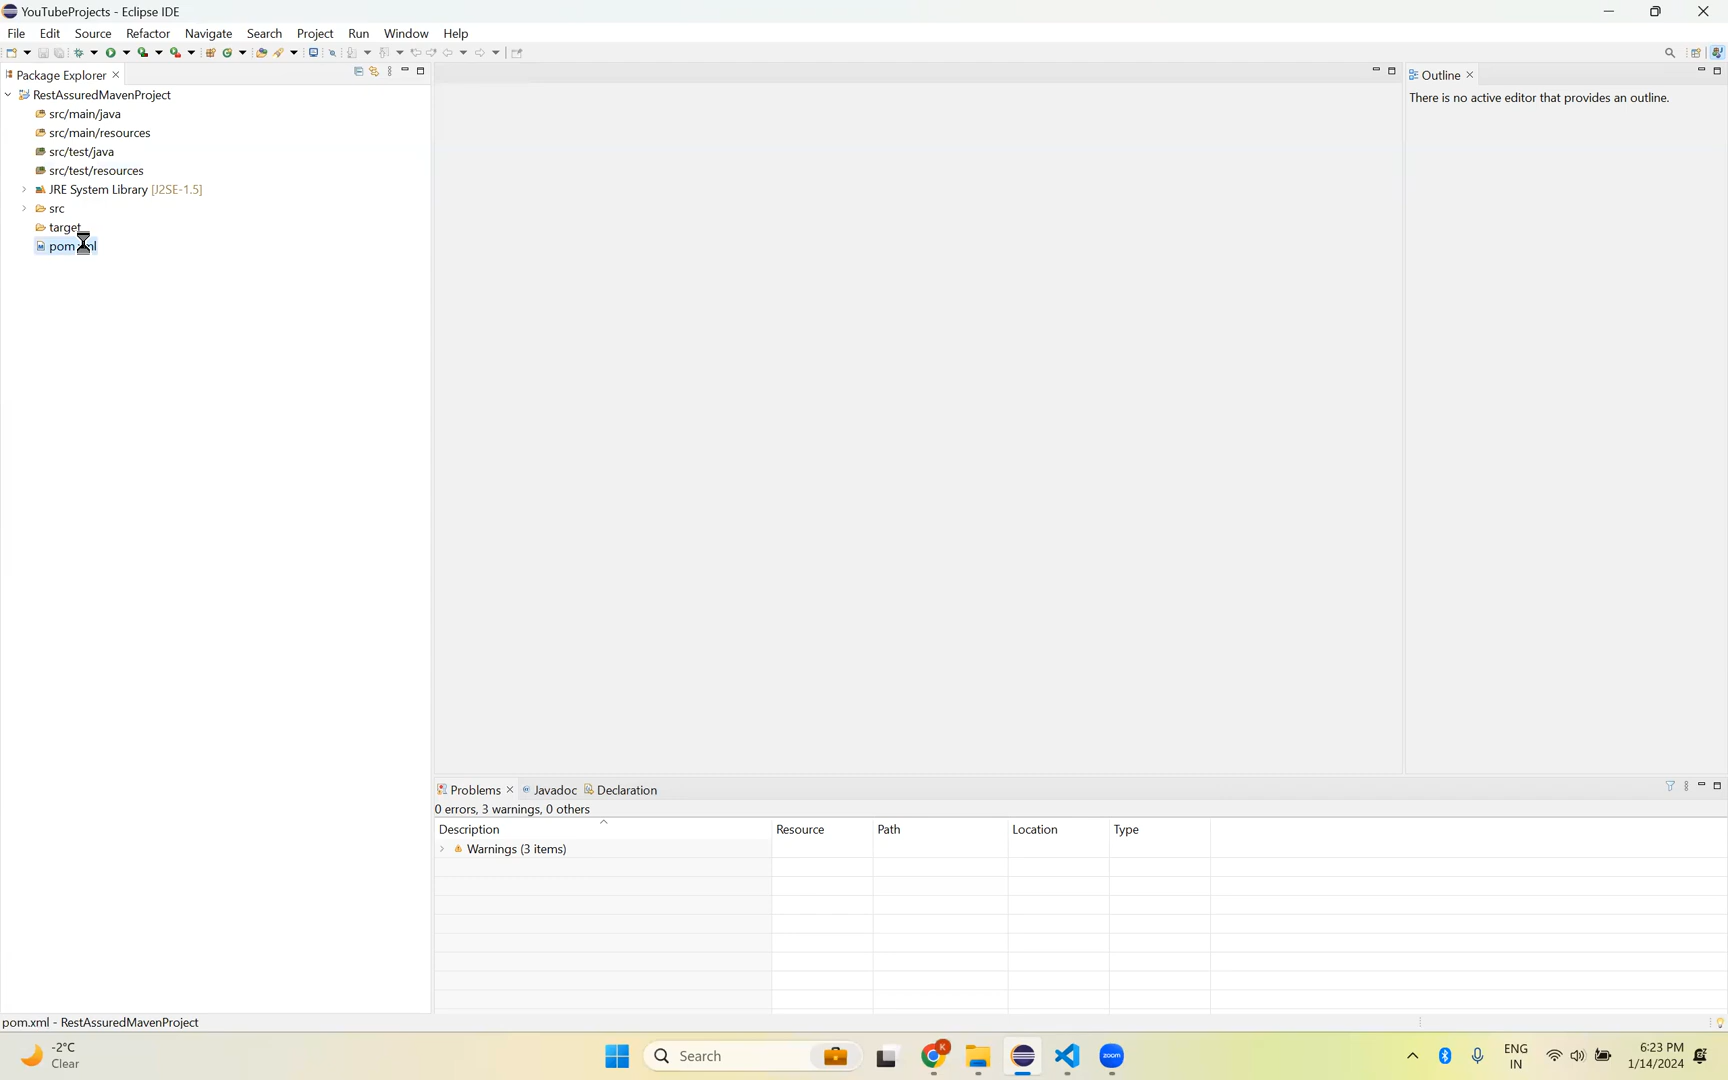 YouTubeProjects - Eclipse IDE
File Edit Source Refactor Navigate Search Project Run Window Help
Package Explorer
Outline
RestAssuredMavenProject
There is no active editor that provides an outline.
src/main/java
src/main/resources
src/test/java
src/test/resources
JRE System Library [J2SE-1.5]
src
target
pom.xml
Problems Javadoc Declaration
0 errors, 3 warnings, 0 others
Description Resource Path Location Type
Warnings (3 items)
pom.xml - RestAssuredMavenProject
-2°C
Clear
Search
K
zoom
ENG
IN
6:23 PM
1/14/2024